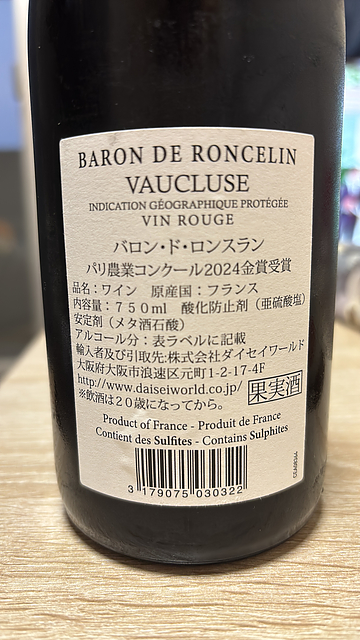 BARON DE RONCELIN
VAUCLUSE
INDICATION GÉOGRAPHIQUE PROTÉGÉE
VIN ROUGE
バロン・ド・ロンスラン
パリ農業コンクール2024金賞受賞
品名：ワイン　原産国：フランス
内容量：７５０ml　酸化防止剤（亜硫酸塩）
安定剤（メタ酒石酸）
アルコール分：表ラベルに記載
輸入者及び引取先:株式会社ダイセイワールド
大阪府大阪市浪速区元町1-2-17-4F
http://www.daiseiworld.co.jp/
果実酒
※飲酒は２０歳になってから。
Product of France - Produit de France
Contient des Sulfites - Contains Sulphites
3 179075 030322